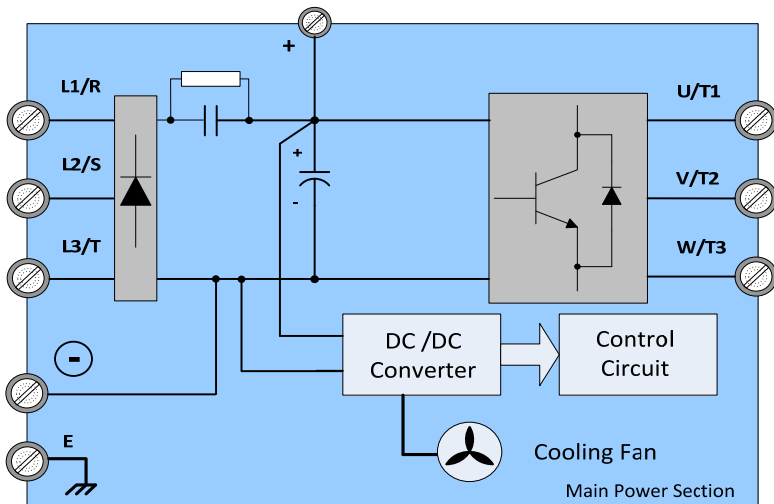 +
L1/R
U/T1
L2/S
+
-
V/T2
L3/T
W/T3
-
DC /DC
Converter
Control
Circuit
E
Cooling Fan
Main Power Section